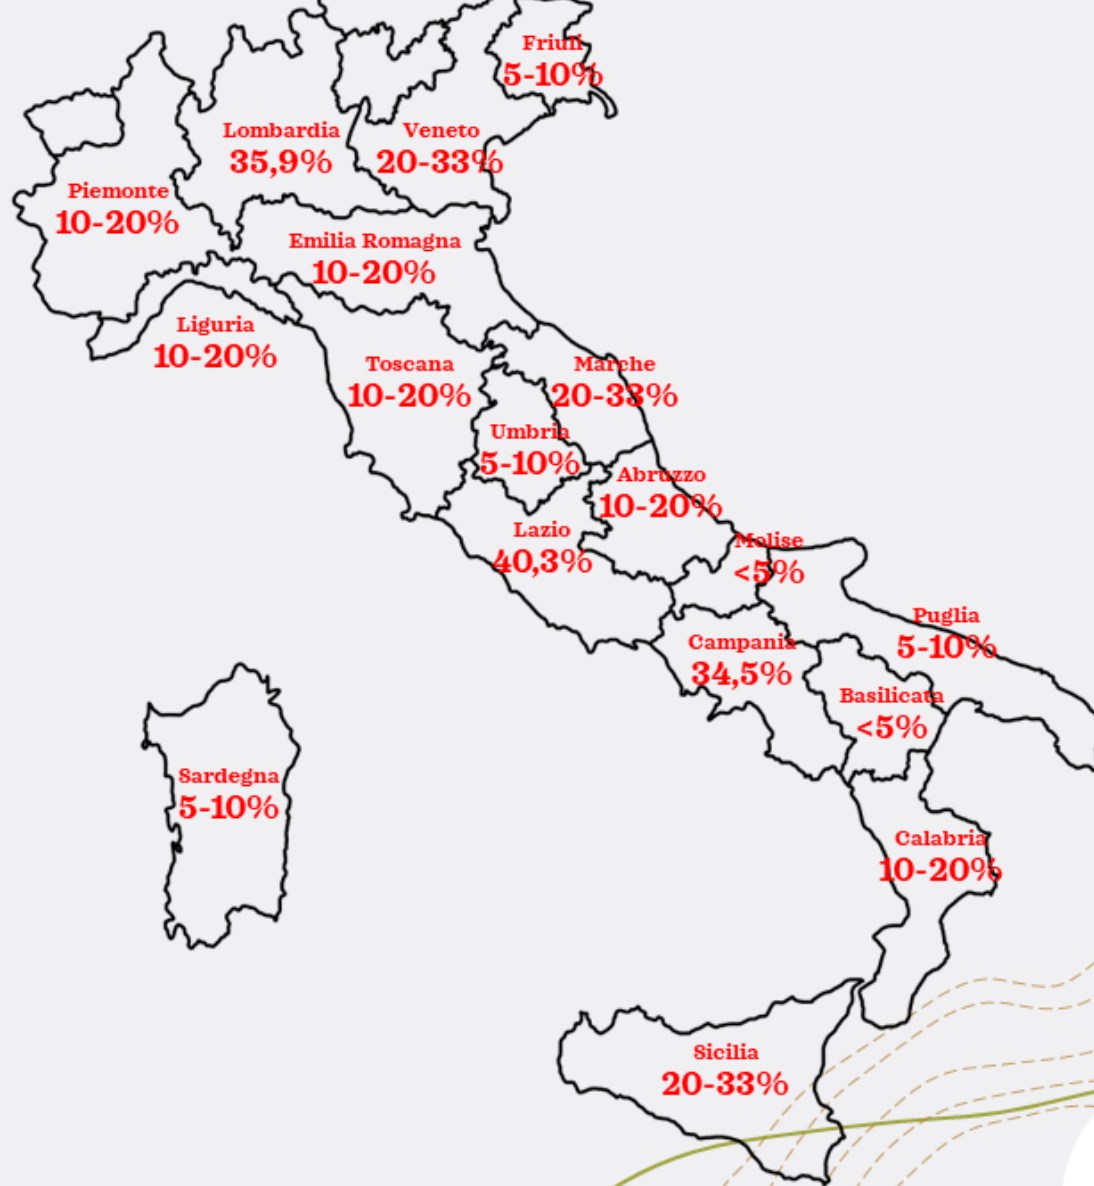 Friuli
5-10%
Lombardia
35,9%
Veneto
20-33%
Piemonte
10-20%
Emilia Romagna
10-20%
Liguria
10-20%
Toscana
10-20%
Marche
20-33%
Umbria
5-10%
Abruzzo
10-20%
Lazio
40,3%
Molise
<5%
Puglia
5-10%
Campania
34,5%
Basilicata
<5%
Sardegna
5-10%
Calabria
10-20%
Sicilia
20-33%